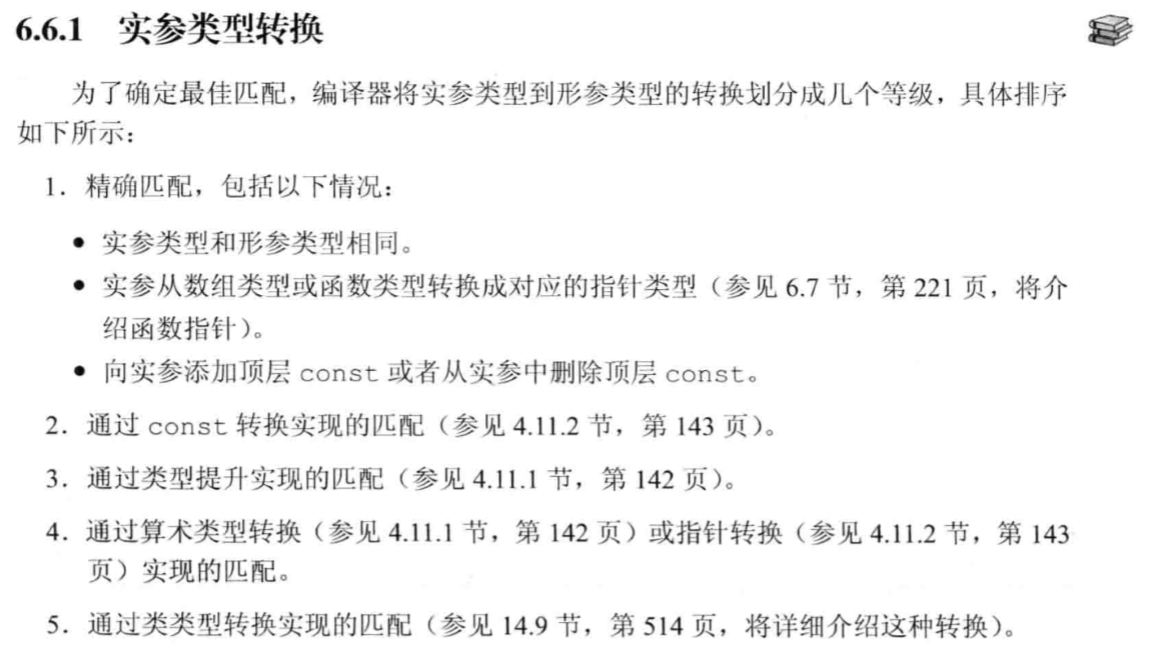 6.6.1 实参类型转换
为了确定最佳匹配，编译器将实参类型到形参类型的转换划分成几个等级，具体排序
如下所示：
1．精确匹配，包括以下情况：
• 实参类型和形参类型相同。
• 实参从数组类型或函数类型转换成对应的指针类型（参见 6.7 节，第 221 页，将介
绍函数指针）。
• 向实参添加顶层 const 或者从实参中删除顶层 const。
2．通过 const 转换实现的匹配（参见 4.11.2 节，第 143 页）。
3．通过类型提升实现的匹配（参见 4.11.1 节，第 142 页）。
4．通过算术类型转换（参见 4.11.1 节，第 142 页）或指针转换（参见 4.11.2 节，第 143
页）实现的匹配。
5．通过类类型转换实现的匹配（参见 14.9 节，第 514 页，将详细介绍这种转换）。